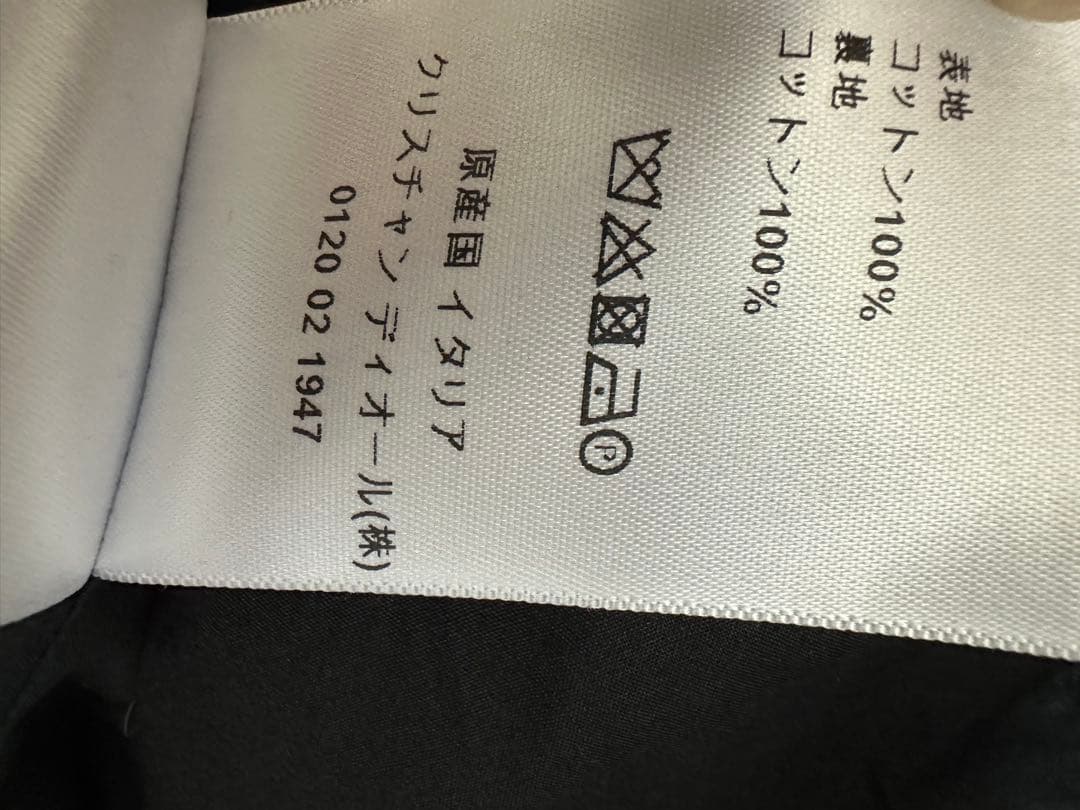 表地
コットン100%
裏地
コットン100%
P
原産国 イタリア
クリスチャン ディオール(株)
0120 02 1947